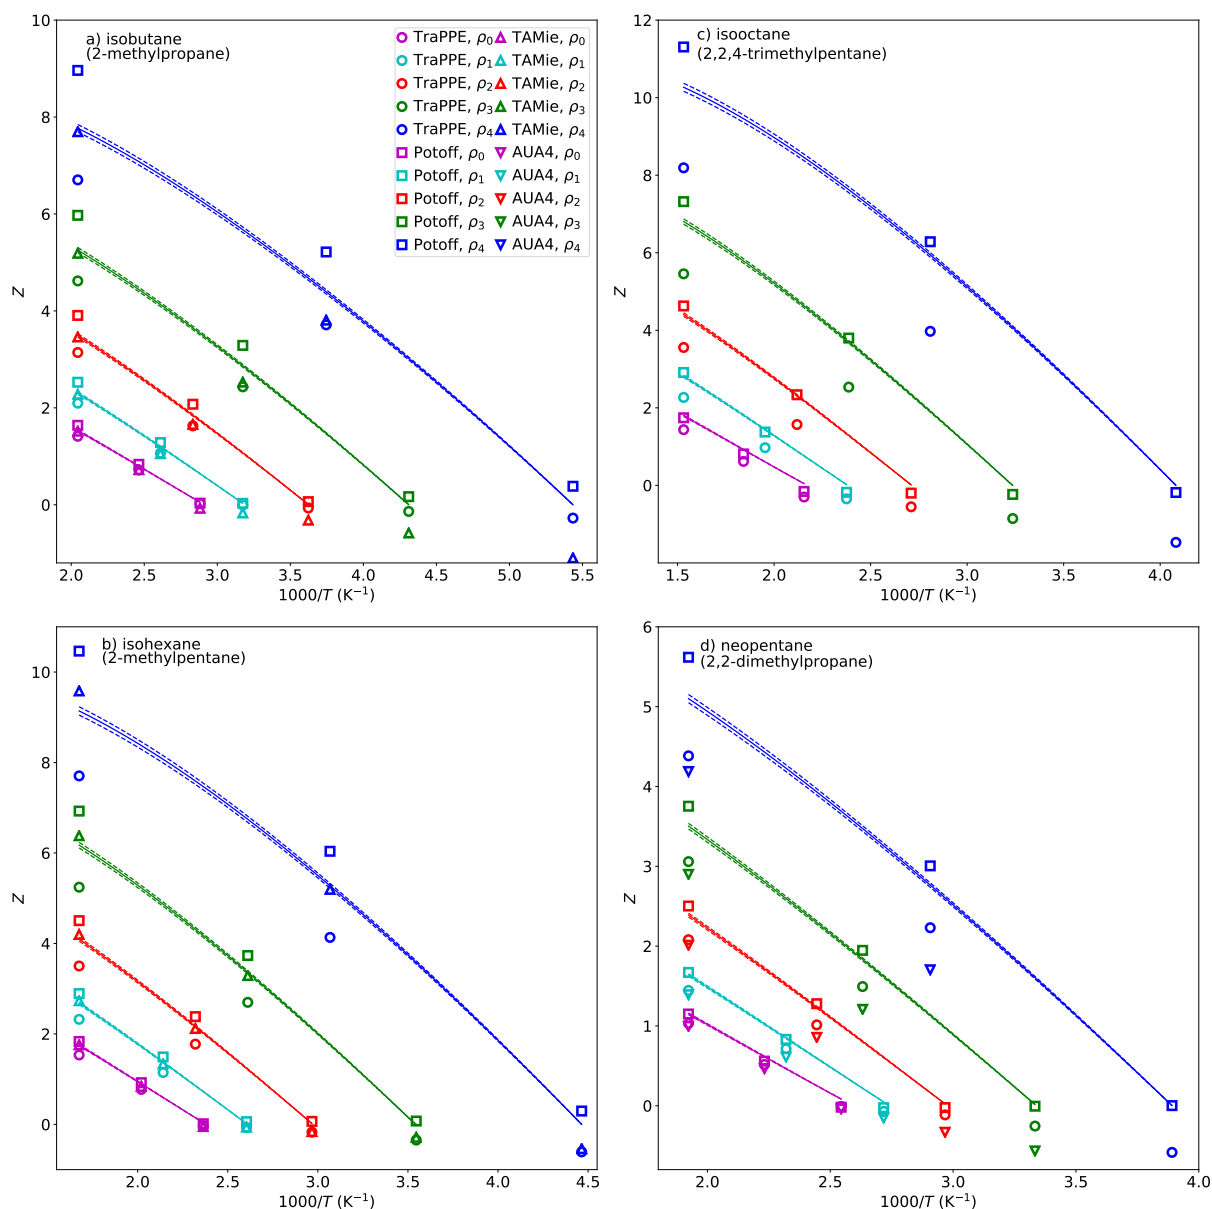 a) isobutane
(2-methylpropane)
TraPPE, ρ0
TraPPE, ρ1
TraPPE, ρ2
TraPPE, ρ3
TraPPE, ρ4
Potoff, ρ0
Potoff, ρ1
Potoff, ρ2
Potoff, ρ3
Potoff, ρ4
TAMie, ρ0
TAMie, ρ1
TAMie, ρ2
TAMie, ρ3
TAMie, ρ4
AUA4, ρ0
AUA4, ρ1
AUA4, ρ2
AUA4, ρ3
AUA4, ρ4
10
8
6
4
2
0
Z
2.0 2.5 3.0 3.5 4.0 4.5 5.0 5.5
1000/T (K⁻¹)
c) isooctane
(2,2,4-trimethylpentane)
12
10
8
6
4
2
0
Z
1.5 2.0 2.5 3.0 3.5 4.0
1000/T (K⁻¹)
b) isohexane
(2-methylpentane)
10
8
6
4
2
0
Z
2.0 2.5 3.0 3.5 4.0 4.5
1000/T (K⁻¹)
d) neopentane
(2,2-dimethylpropane)
6
5
4
3
2
1
0
Z
2.0 2.5 3.0 3.5 4.0
1000/T (K⁻¹)